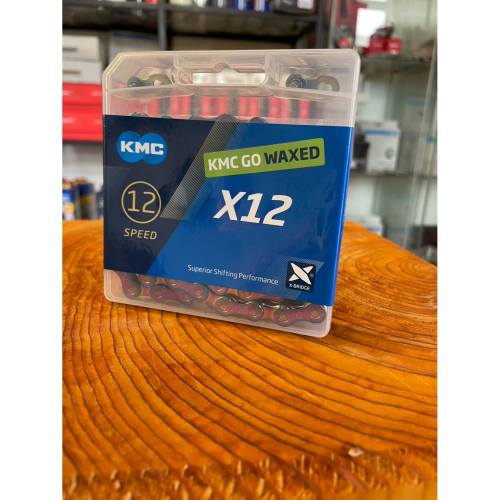 KMC
KMC GO WAXED
12
SPEED
X12
Superior Shifting Performance
X
X-BRIDGE